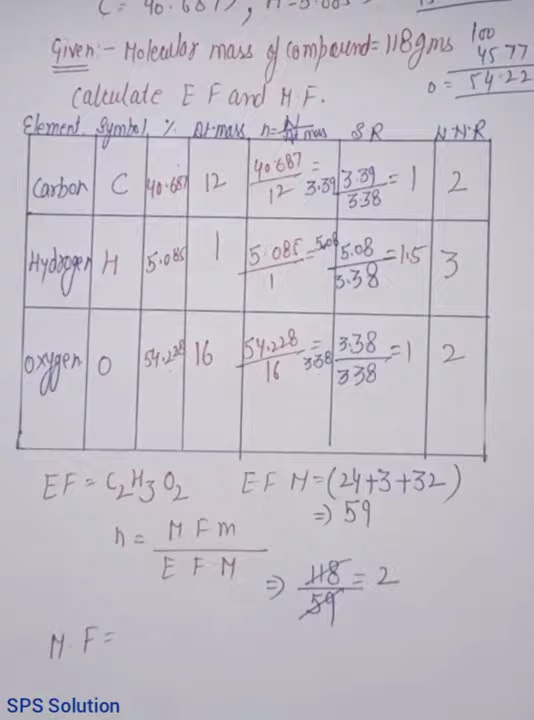 C = 40.687,
Given:- Molecular mass of compound = 118 gms
100
45.77
0 = 54.22
Calculate E F and M.F.
Element Symbol % At.mass n = N/At mas S R N.N.R
Carbon C 40.687 12 40.687/12 = 3.39 3.39/3.38 = 1 2
Hydrogen H 5.085 1 5.085/1 = 5.08 5.08/3.38 = 1.5 3
Oxygen O 54.228 16 54.228/16 = 3.38 3.38/3.38 = 1 2
EF = C₂H₃O₂ E F M = (24+3+32)
⇒ 59
n = M F m / E F M
⇒ 118/59 = 2
M.F =
SPS Solution